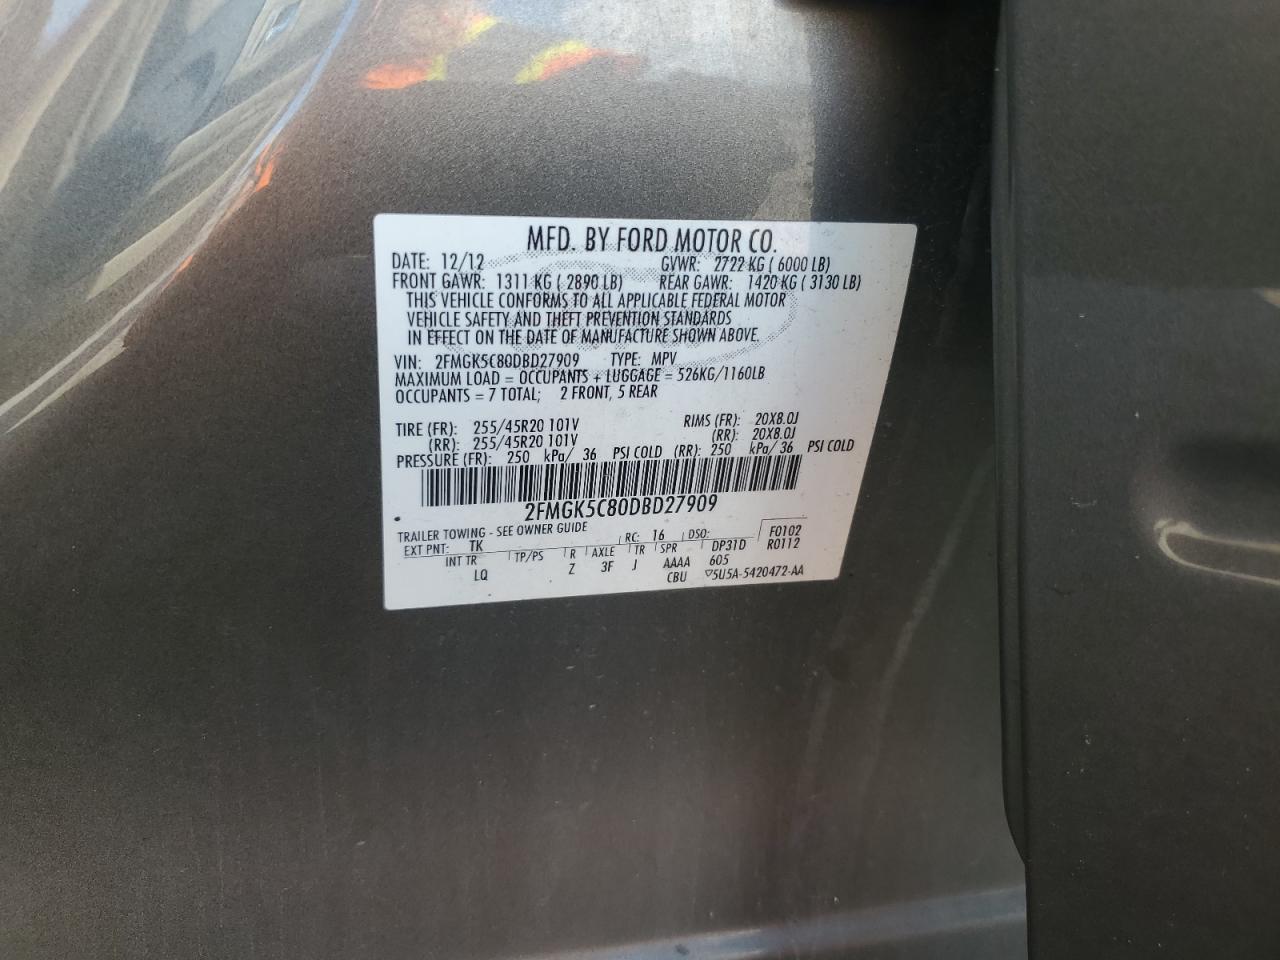 MFD. BY FORD MOTOR CO.
DATE: 12/12 GVWR: 2722 KG ( 6000 LB)
FRONT GAWR: 1311 KG ( 2890 LB) REAR GAWR: 1420 KG ( 3130 LB)
THIS VEHICLE CONFORMS TO ALL APPLICABLE FEDERAL MOTOR
VEHICLE SAFETY AND THEFT PREVENTION STANDARDS
IN EFFECT ON THE DATE OF MANUFACTURE SHOWN ABOVE.
VIN: 2FMGK5C80DBD27909 TYPE: MPV
MAXIMUM LOAD = OCCUPANTS + LUGGAGE = 526KG/1160LB
OCCUPANTS = 7 TOTAL; 2 FRONT, 5 REAR
TIRE (FR): 255/45R20 101V RIMS (FR): 20X8.0J
(RR): 255/45R20 101V (RR): 20X8.0J
PRESSURE (FR): 250 kPa/ 36 PSI COLD (RR): 250 kPa/ 36 PSI COLD
2FMGK5C80DBD27909
TRAILER TOWING - SEE OWNER GUIDE RC: 16 DSO: F0102
EXT PNT: TK R0112
INT TR TP/PS R AXLE TR SPR DP31D
LQ Z 3F J AAAA 605
CBU 5U5A-5420472-AA